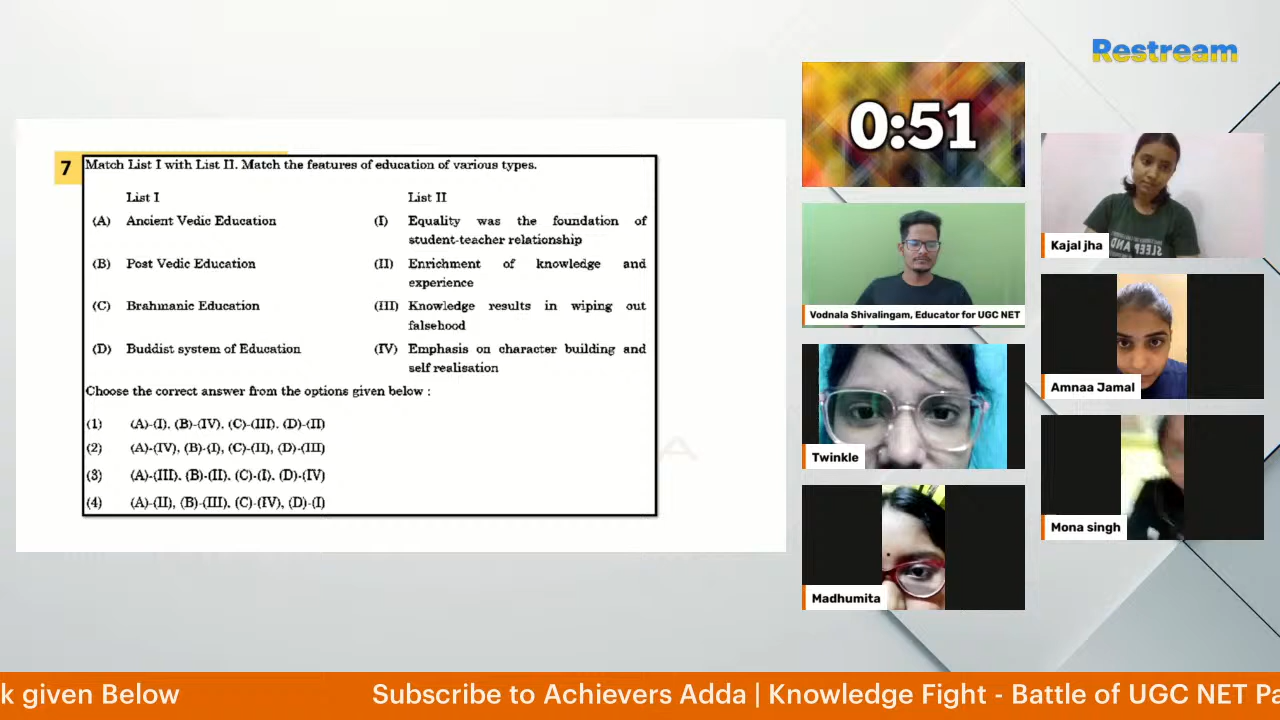 Restream
0:51
7 Match List I with List II. Match the features of education of various types.
List I List II
(A) Ancient Vedic Education (I) Equality was the foundation of
student-teacher relationship
(B) Post Vedic Education (II) Enrichment of knowledge and
experience
(C) Brahmanic Education (III) Knowledge results in wiping out
falsehood
(D) Buddist system of Education (IV) Emphasis on character building and
self realisation
Choose the correct answer from the options given below :
(1) (A)-(I), (B)-(IV), (C)-(III), (D)-(II)
(2) (A)-(IV), (B)-(I), (C)-(II), (D)-(III)
(3) (A)-(III), (B)-(II), (C)-(I), (D)-(IV)
(4) (A)-(II), (B)-(III), (C)-(IV), (D)-(I)
Kajal jha
SLEEP AND
Vodnala Shivalingam, Educator for UGC NET
Amnaa Jamal
Twinkle
Mona singh
Madhumita
k given Below Subscribe to Achievers Adda | Knowledge Fight - Battle of UGC NET Pa